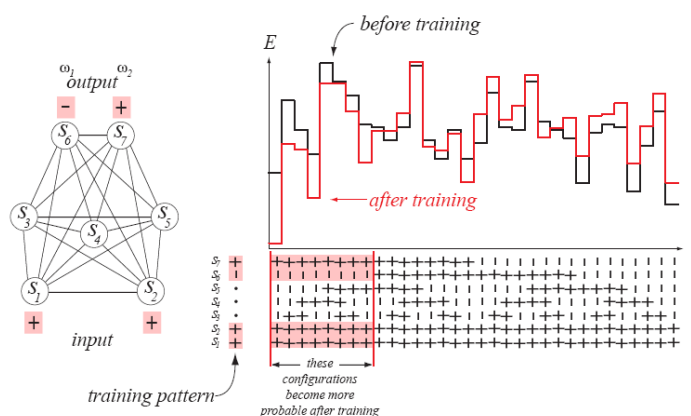 before training
E
ω1 ω2
output
− +
S6 S7
S3 S5
S4
after training
S1 S2
+ +
input
S7 +
S6 −
S5 ·
S4 ·
S3 ·
S2 +
S1 +
training pattern
these
configurations
become more
probable after training